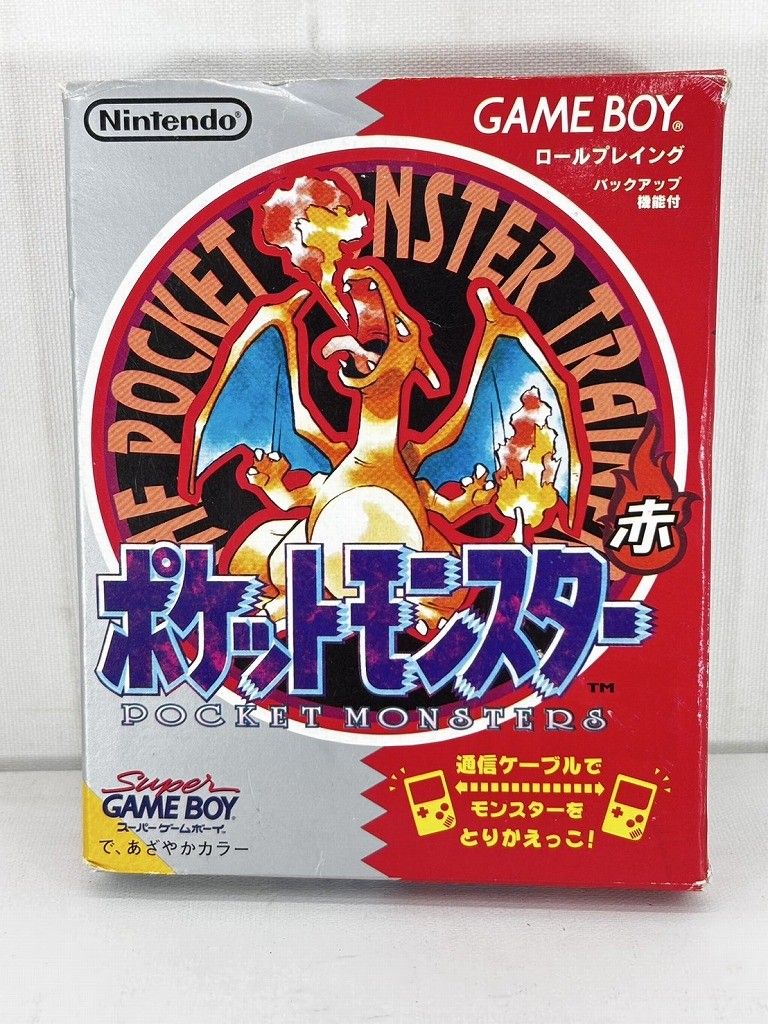 Nintendo®
GAME BOY®
ロールプレイング
バックアップ
機能付
POCKET MONSTER
赤
ポケットモンスター
TM
POCKET MONSTERS
Super
GAME BOY
スーパーゲームボーイ
で、あざやかカラー
通信ケーブルで
モンスターを
とりかえっこ!